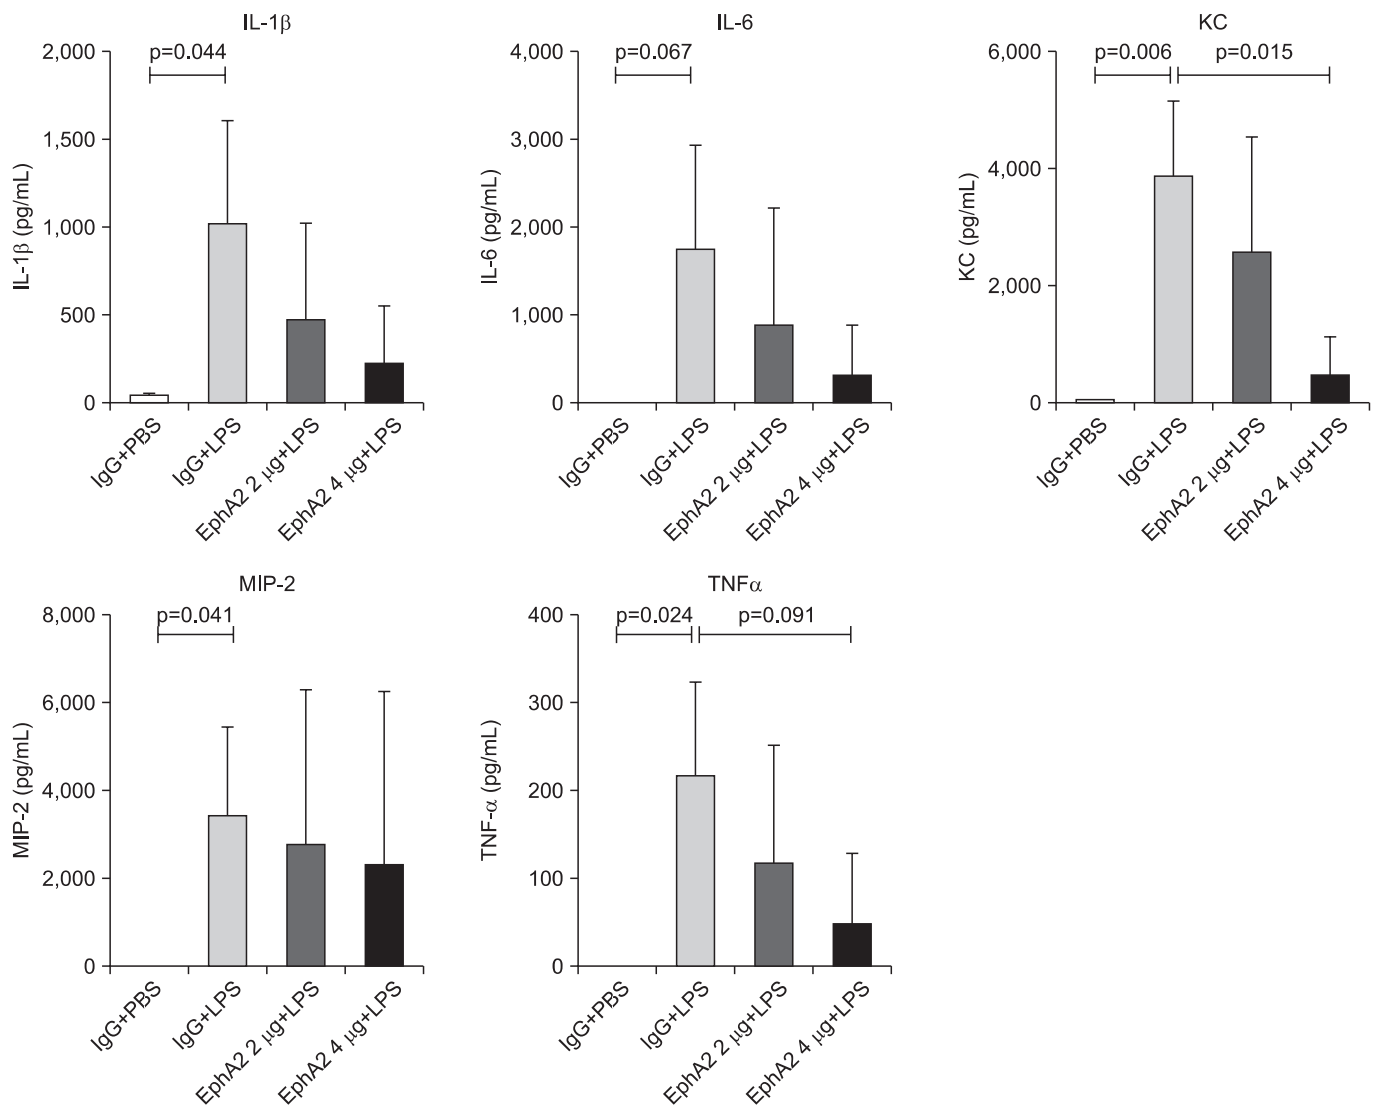 IL-1β
p=0.044
2,000
1,500
1,000
500
0
IL-1β (pg/mL)
IgG+PBS
IgG+LPS
EphA2 2 μg+LPS
EphA2 4 μg+LPS
IL-6
p=0.067
4,000
3,000
2,000
1,000
0
IL-6 (pg/mL)
IgG+PBS
IgG+LPS
EphA2 2 μg+LPS
EphA2 4 μg+LPS
KC
p=0.006
p=0.015
6,000
4,000
2,000
0
KC (pg/mL)
IgG+PBS
IgG+LPS
EphA2 2 μg+LPS
EphA2 4 μg+LPS
MIP-2
p=0.041
8,000
6,000
4,000
2,000
0
MIP-2 (pg/mL)
IgG+PBS
IgG+LPS
EphA2 2 μg+LPS
EphA2 4 μg+LPS
TNFα
p=0.024
p=0.091
400
300
200
100
0
TNF-α (pg/mL)
IgG+PBS
IgG+LPS
EphA2 2 μg+LPS
EphA2 4 μg+LPS